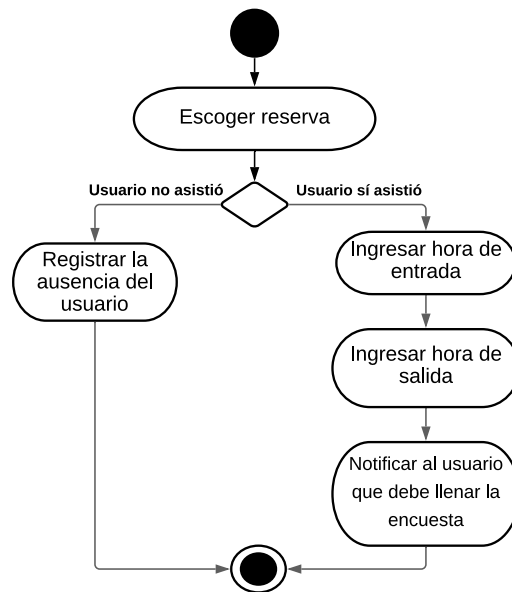 Escoger reserva
Usuario no asistió
Usuario sí asistió
Registrar la
ausencia del
usuario
Ingresar hora de
entrada
Ingresar hora de
salida
Notificar al usuario
que debe llenar la
encuesta